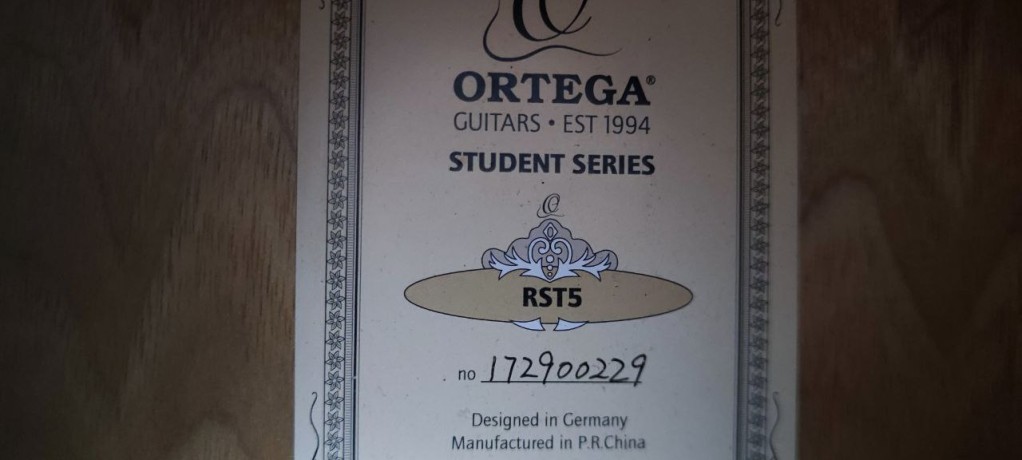 ORTEGA®
GUITARS • EST 1994
STUDENT SERIES
RST5
no 172900229
Designed in Germany
Manufactured in P.R.China